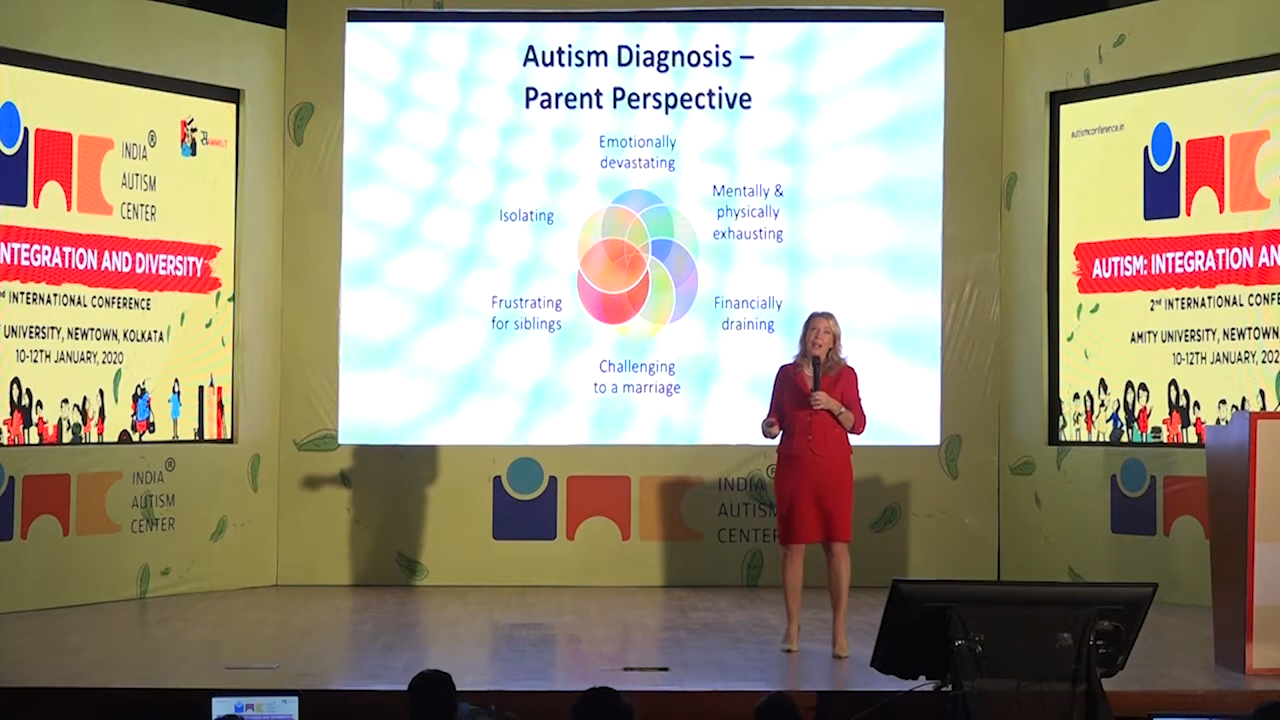 Autism Diagnosis –
Parent Perspective
Emotionally
devastating
Mentally &
physically
exhausting
Isolating
Frustrating
for siblings
Financially
draining
Challenging
to a marriage
INDIA
AUTISM
CENTER
®
NTEGRATION AND DIVERSITY
INTERNATIONAL CONFERENCE
UNIVERSITY, NEWTOWN, KOLKATA
10-12TH JANUARY, 2020
autismconference.in
AUTISM: INTEGRATION AN
2nd INTERNATIONAL CONFE
AMITY UNIVERSITY, NEWTOWN,
10-12TH JANUARY, 202
INDIA
AUTISM
CENTER
®
INDIA
AUTISM
CENTER
®